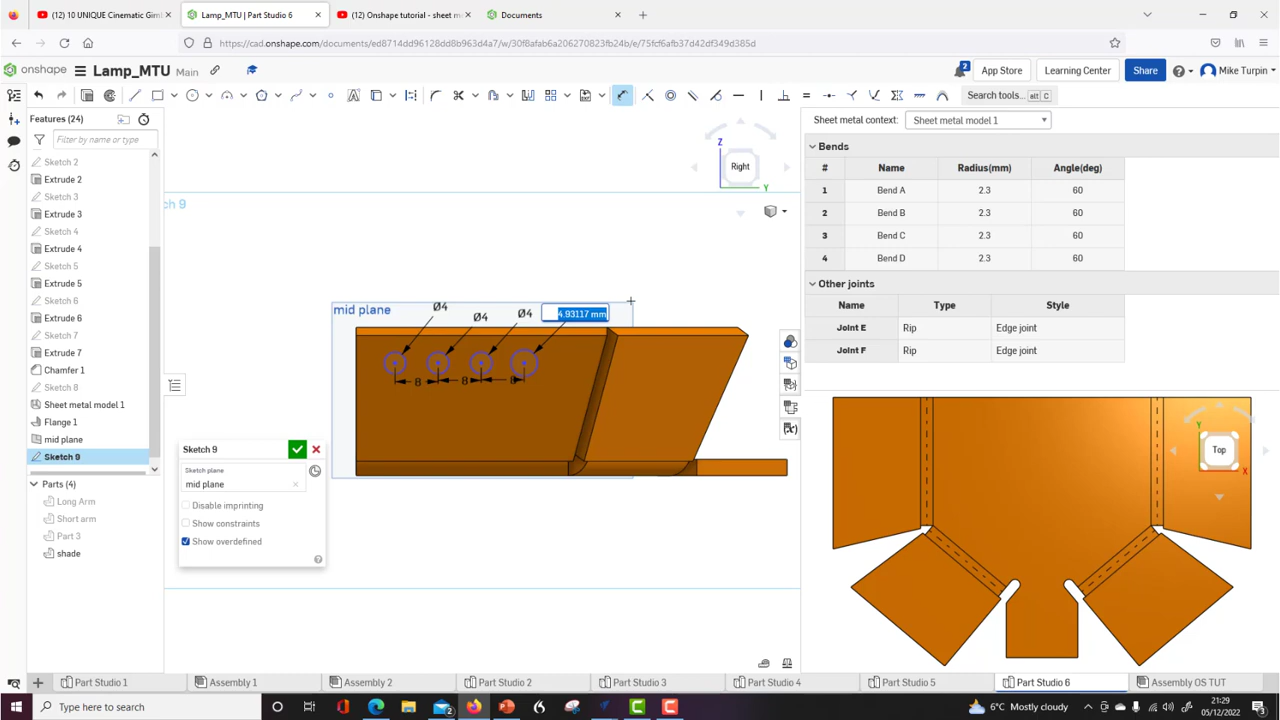 (12) 10 UNIQUE Cinematic Giml
Lamp_MTU | Part Studio 6
(12) Onshape tutorial - sheet m
Documents
https://cad.onshape.com/documents/ed8714dd96128dd8b963d4a7/w/30f8afab6a206270823fb24b/e/75fcf6afb37d42df349d385d
onshape
Lamp_MTU
Main
2
App Store
Learning Center
Share
Mike Turpin
Search tools...
alt C
Features (24)
Filter by name or type
Sketch 2
Extrude 2
Sketch 3
Extrude 3
Sketch 4
Extrude 4
Sketch 5
Extrude 5
Sketch 6
Extrude 6
Sketch 7
Extrude 7
Chamfer 1
Sketch 8
Sheet metal model 1
Flange 1
mid plane
Sketch 9
Parts (4)
Long Arm
Short arm
Part 3
shade
ch 9
Z
Right
Y
mid plane
Ø4
Ø4
Ø4
4.93117 mm
8
8
8
Sketch 9
Sketch plane
mid plane
Disable imprinting
Show constraints
Show overdefined
Sheet metal context:
Sheet metal model 1
Bends
# Name Radius(mm) Angle(deg)
1 Bend A 2.3 60
2 Bend B 2.3 60
3 Bend C 2.3 60
4 Bend D 2.3 60
Other joints
Name Type Style
Joint E Rip Edge joint
Joint F Rip Edge joint
Y
Top
X
Part Studio 1
Assembly 1
Assembly 2
Part Studio 2
Part Studio 3
Part Studio 4
Part Studio 5
Part Studio 6
Assembly OS TUT
Type here to search
6°C Mostly cloudy
21:29
05/12/2022